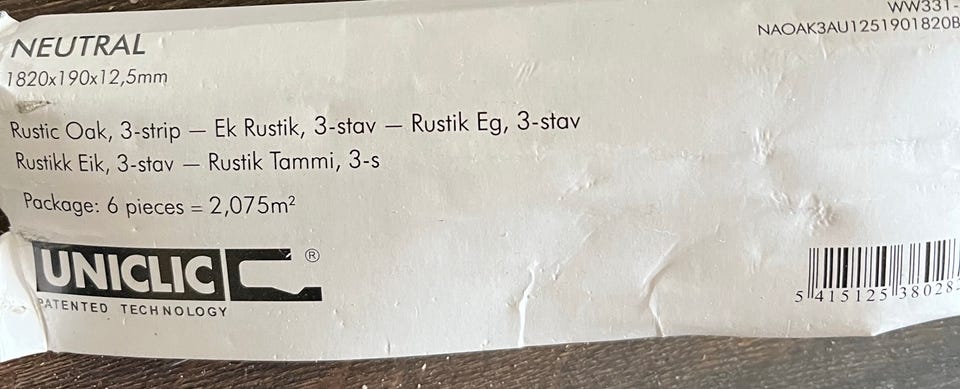 WW331-
NAOAK3AU1251901820B
NEUTRAL
1820x190x12,5mm
Rustic Oak, 3-strip — Ek Rustik, 3-stav — Rustik Eg, 3-stav
Rustikk Eik, 3-stav — Rustik Tammi, 3-s
Package: 6 pieces = 2,075m²
UNICLIC ®
PATENTED TECHNOLOGY
5 415125 38028